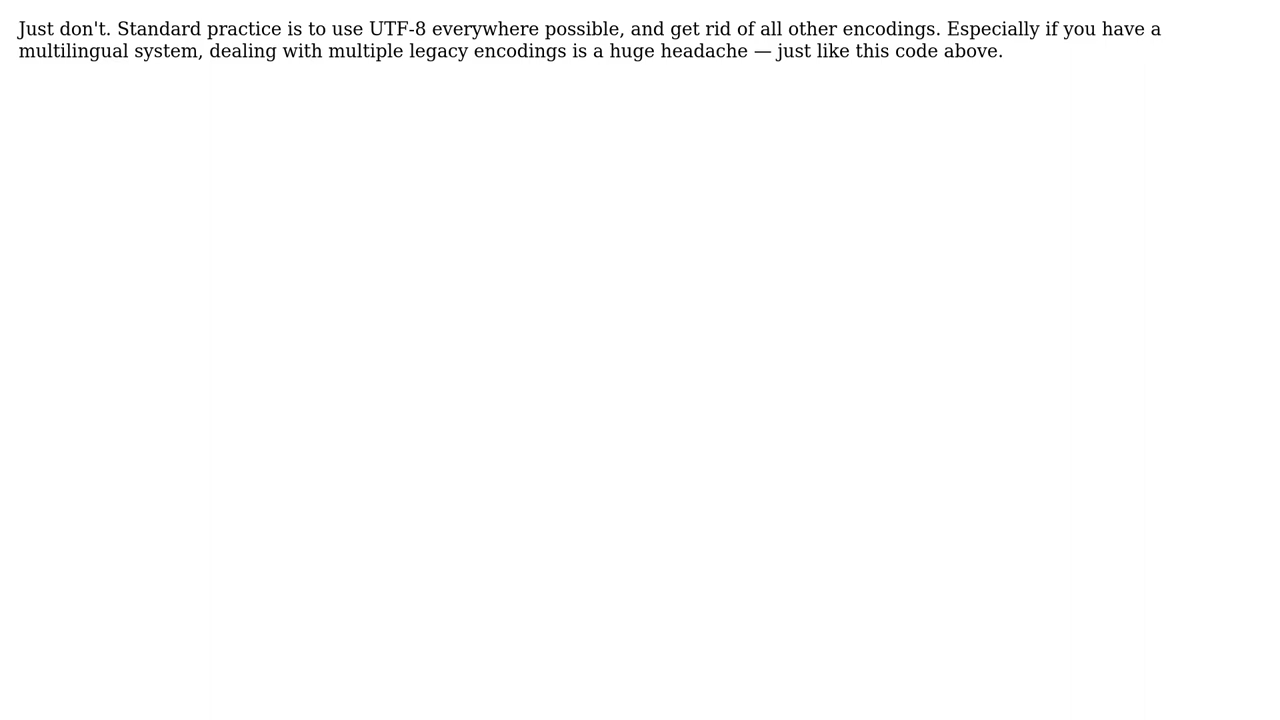 Just don't. Standard practice is to use UTF-8 everywhere possible, and get rid of all other encodings. Especially if you have a
multilingual system, dealing with multiple legacy encodings is a huge headache — just like this code above.